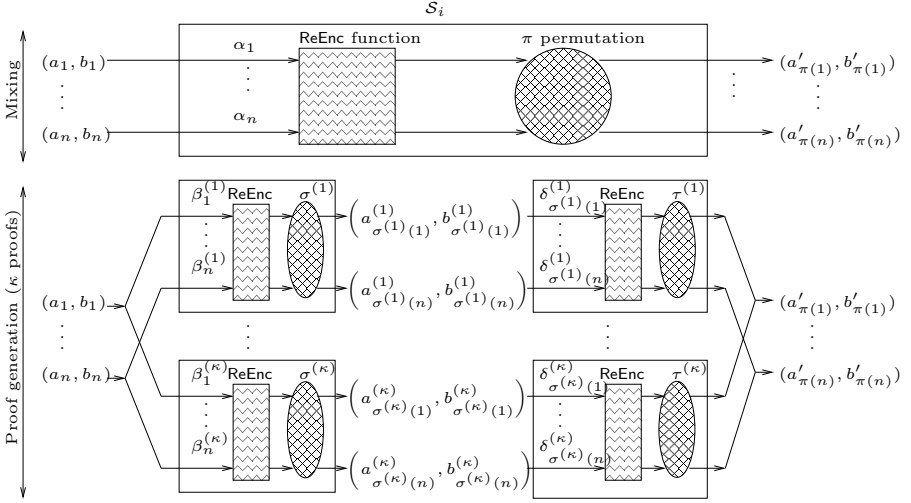 𝒮_i
Mixing
α_1 ReEnc function π permutation
(a_1, b_1) (a′_{π(1)}, b′_{π(1)})
⋮ ⋮ ⋮ ⋮
α_n
(a_n, b_n) (a′_{π(n)}, b′_{π(n)})
Proof generation (κ proofs)
β_1^{(1)} ReEnc σ^{(1)} (a^{(1)}_{σ^{(1)}(1)}, b^{(1)}_{σ^{(1)}(1)}) δ^{(1)}_{σ^{(1)}(1)} ReEnc τ^{(1)}
⋮ ⋮
β_n^{(1)} (a^{(1)}_{σ^{(1)}(n)}, b^{(1)}_{σ^{(1)}(n)}) δ^{(1)}_{σ^{(1)}(n)}
(a_1, b_1) (a′_{π(1)}, b′_{π(1)})
⋮ ⋮ ⋮ ⋮
(a_n, b_n) (a′_{π(n)}, b′_{π(n)})
β_1^{(κ)} ReEnc σ^{(κ)} (a^{(κ)}_{σ^{(κ)}(1)}, b^{(κ)}_{σ^{(κ)}(1)}) δ^{(κ)}_{σ^{(κ)}(1)} ReEnc τ^{(κ)}
⋮ ⋮
β_n^{(κ)} (a^{(κ)}_{σ^{(κ)}(n)}, b^{(κ)}_{σ^{(κ)}(n)}) δ^{(κ)}_{σ^{(κ)}(n)}